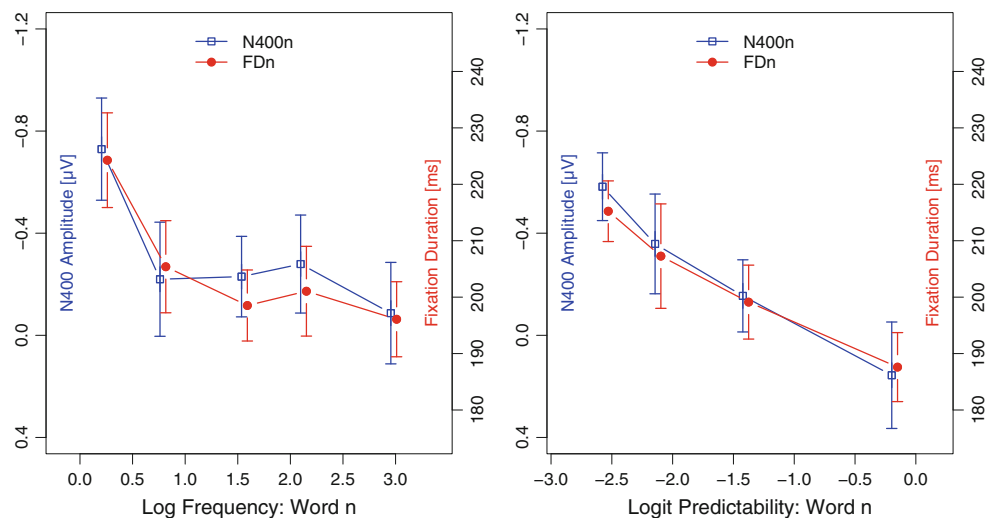 N400n
FDn
−1.2
−0.8
−0.4
0.0
0.4
N400 Amplitude [µV]
240
230
220
210
200
190
180
Fixation Duration [ms]
0.0 0.5 1.0 1.5 2.0 2.5 3.0
Log Frequency: Word n
N400n
FDn
−1.2
−0.8
−0.4
0.0
0.4
N400 Amplitude [µV]
240
230
220
210
200
190
180
Fixation Duration [ms]
−3.0 −2.5 −2.0 −1.5 −1.0 −0.5 0.0
Logit Predictability: Word n